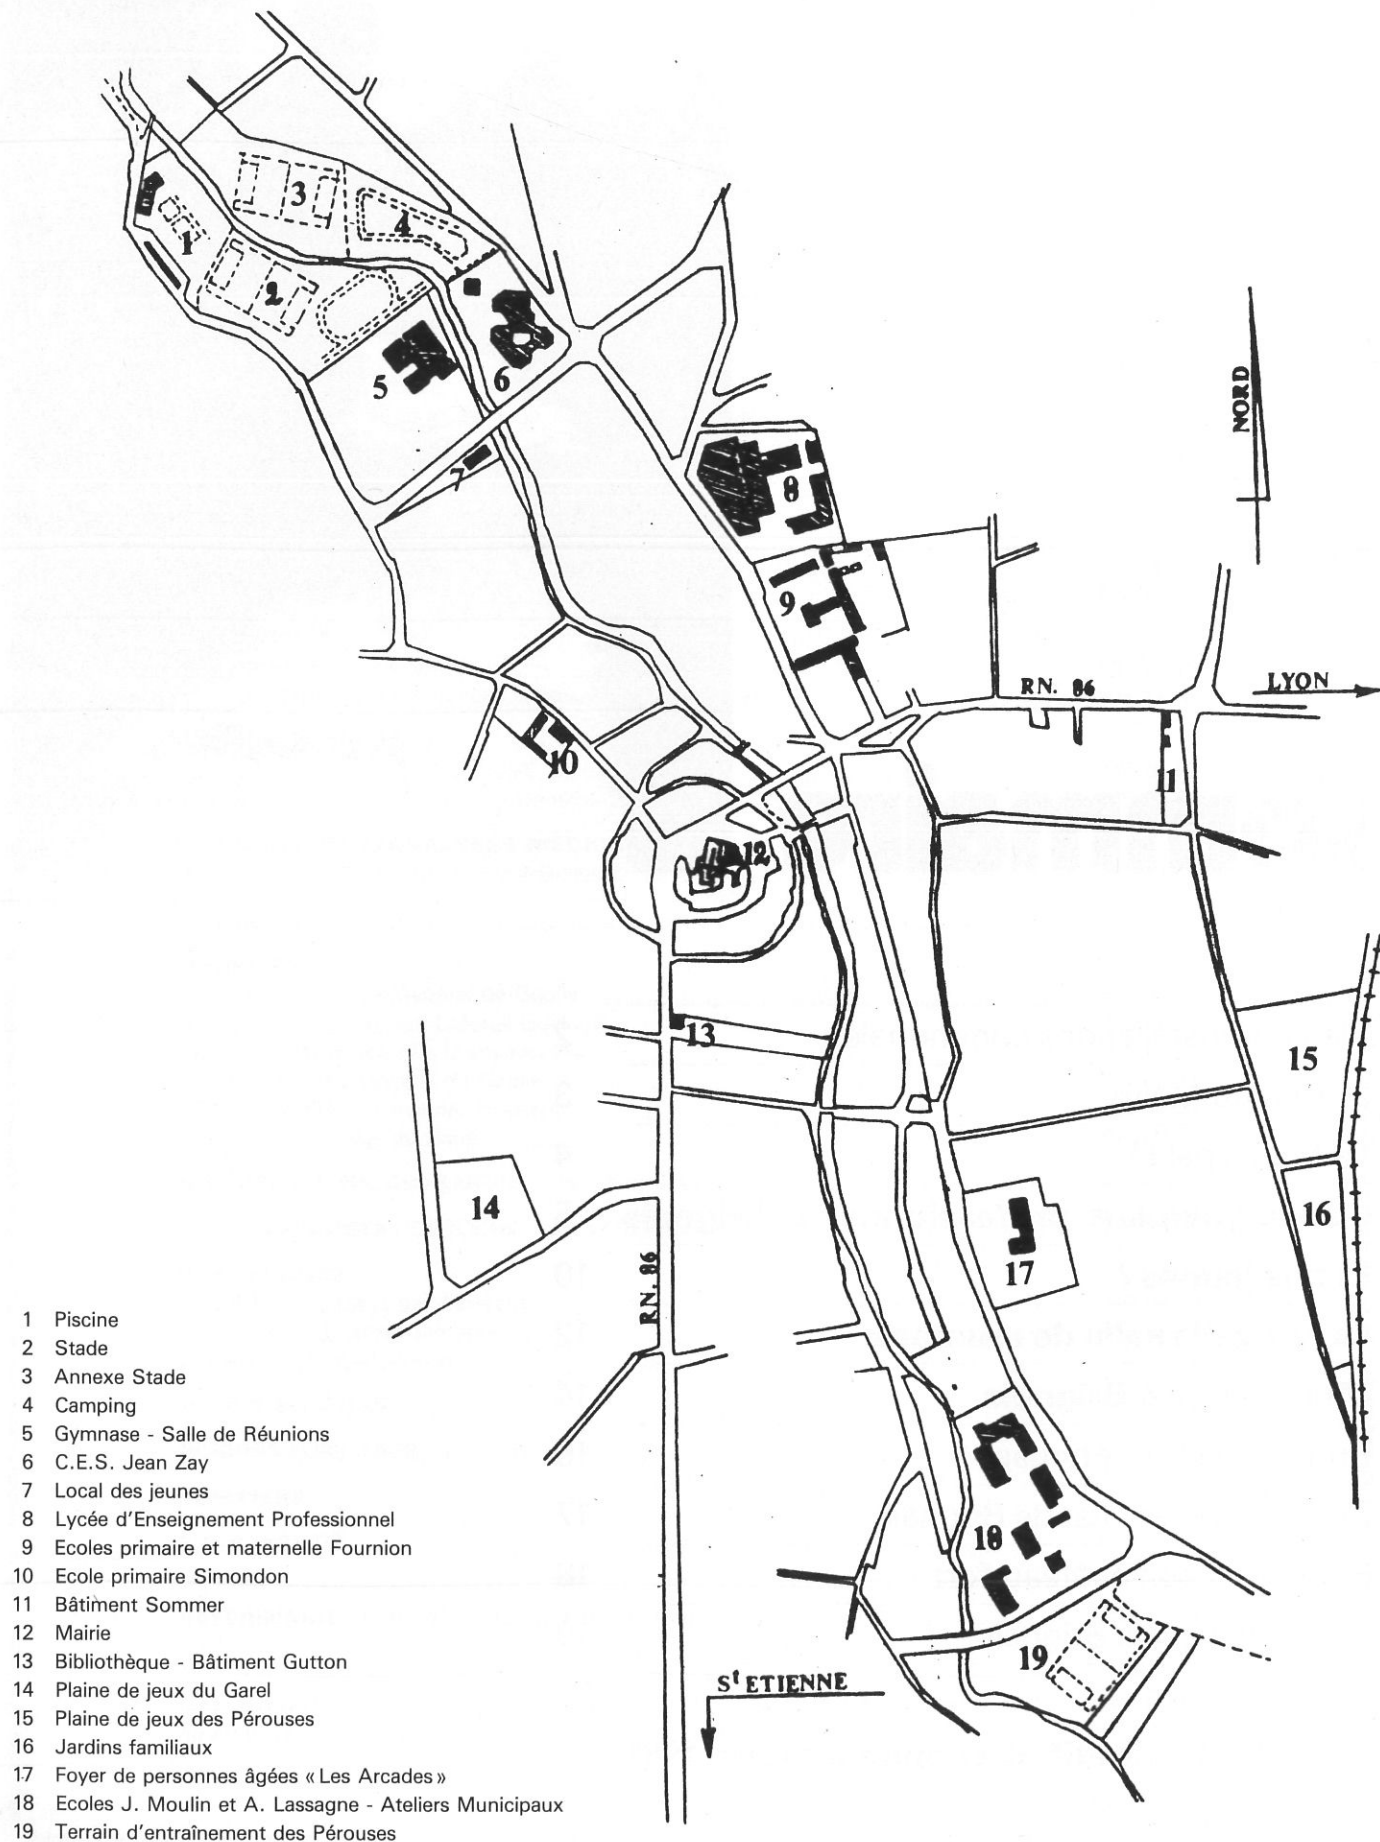 3
4
1
2
5
6
NORD
7
8
9
RN. 86
LYON
10
11
12
13
15
14
16
17
RN. 86
18
19
St ETIENNE
1 Piscine
2 Stade
3 Annexe Stade
4 Camping
5 Gymnase - Salle de Réunions
6 C.E.S. Jean Zay
7 Local des jeunes
8 Lycée d'Enseignement Professionnel
9 Ecoles primaire et maternelle Fournion
10 Ecole primaire Simondon
11 Bâtiment Sommer
12 Mairie
13 Bibliothèque - Bâtiment Gutton
14 Plaine de jeux du Garel
15 Plaine de jeux des Pérouses
16 Jardins familiaux
17 Foyer de personnes âgées « Les Arcades »
18 Ecoles J. Moulin et A. Lassagne - Ateliers Municipaux
19 Terrain d'entraînement des Pérouses